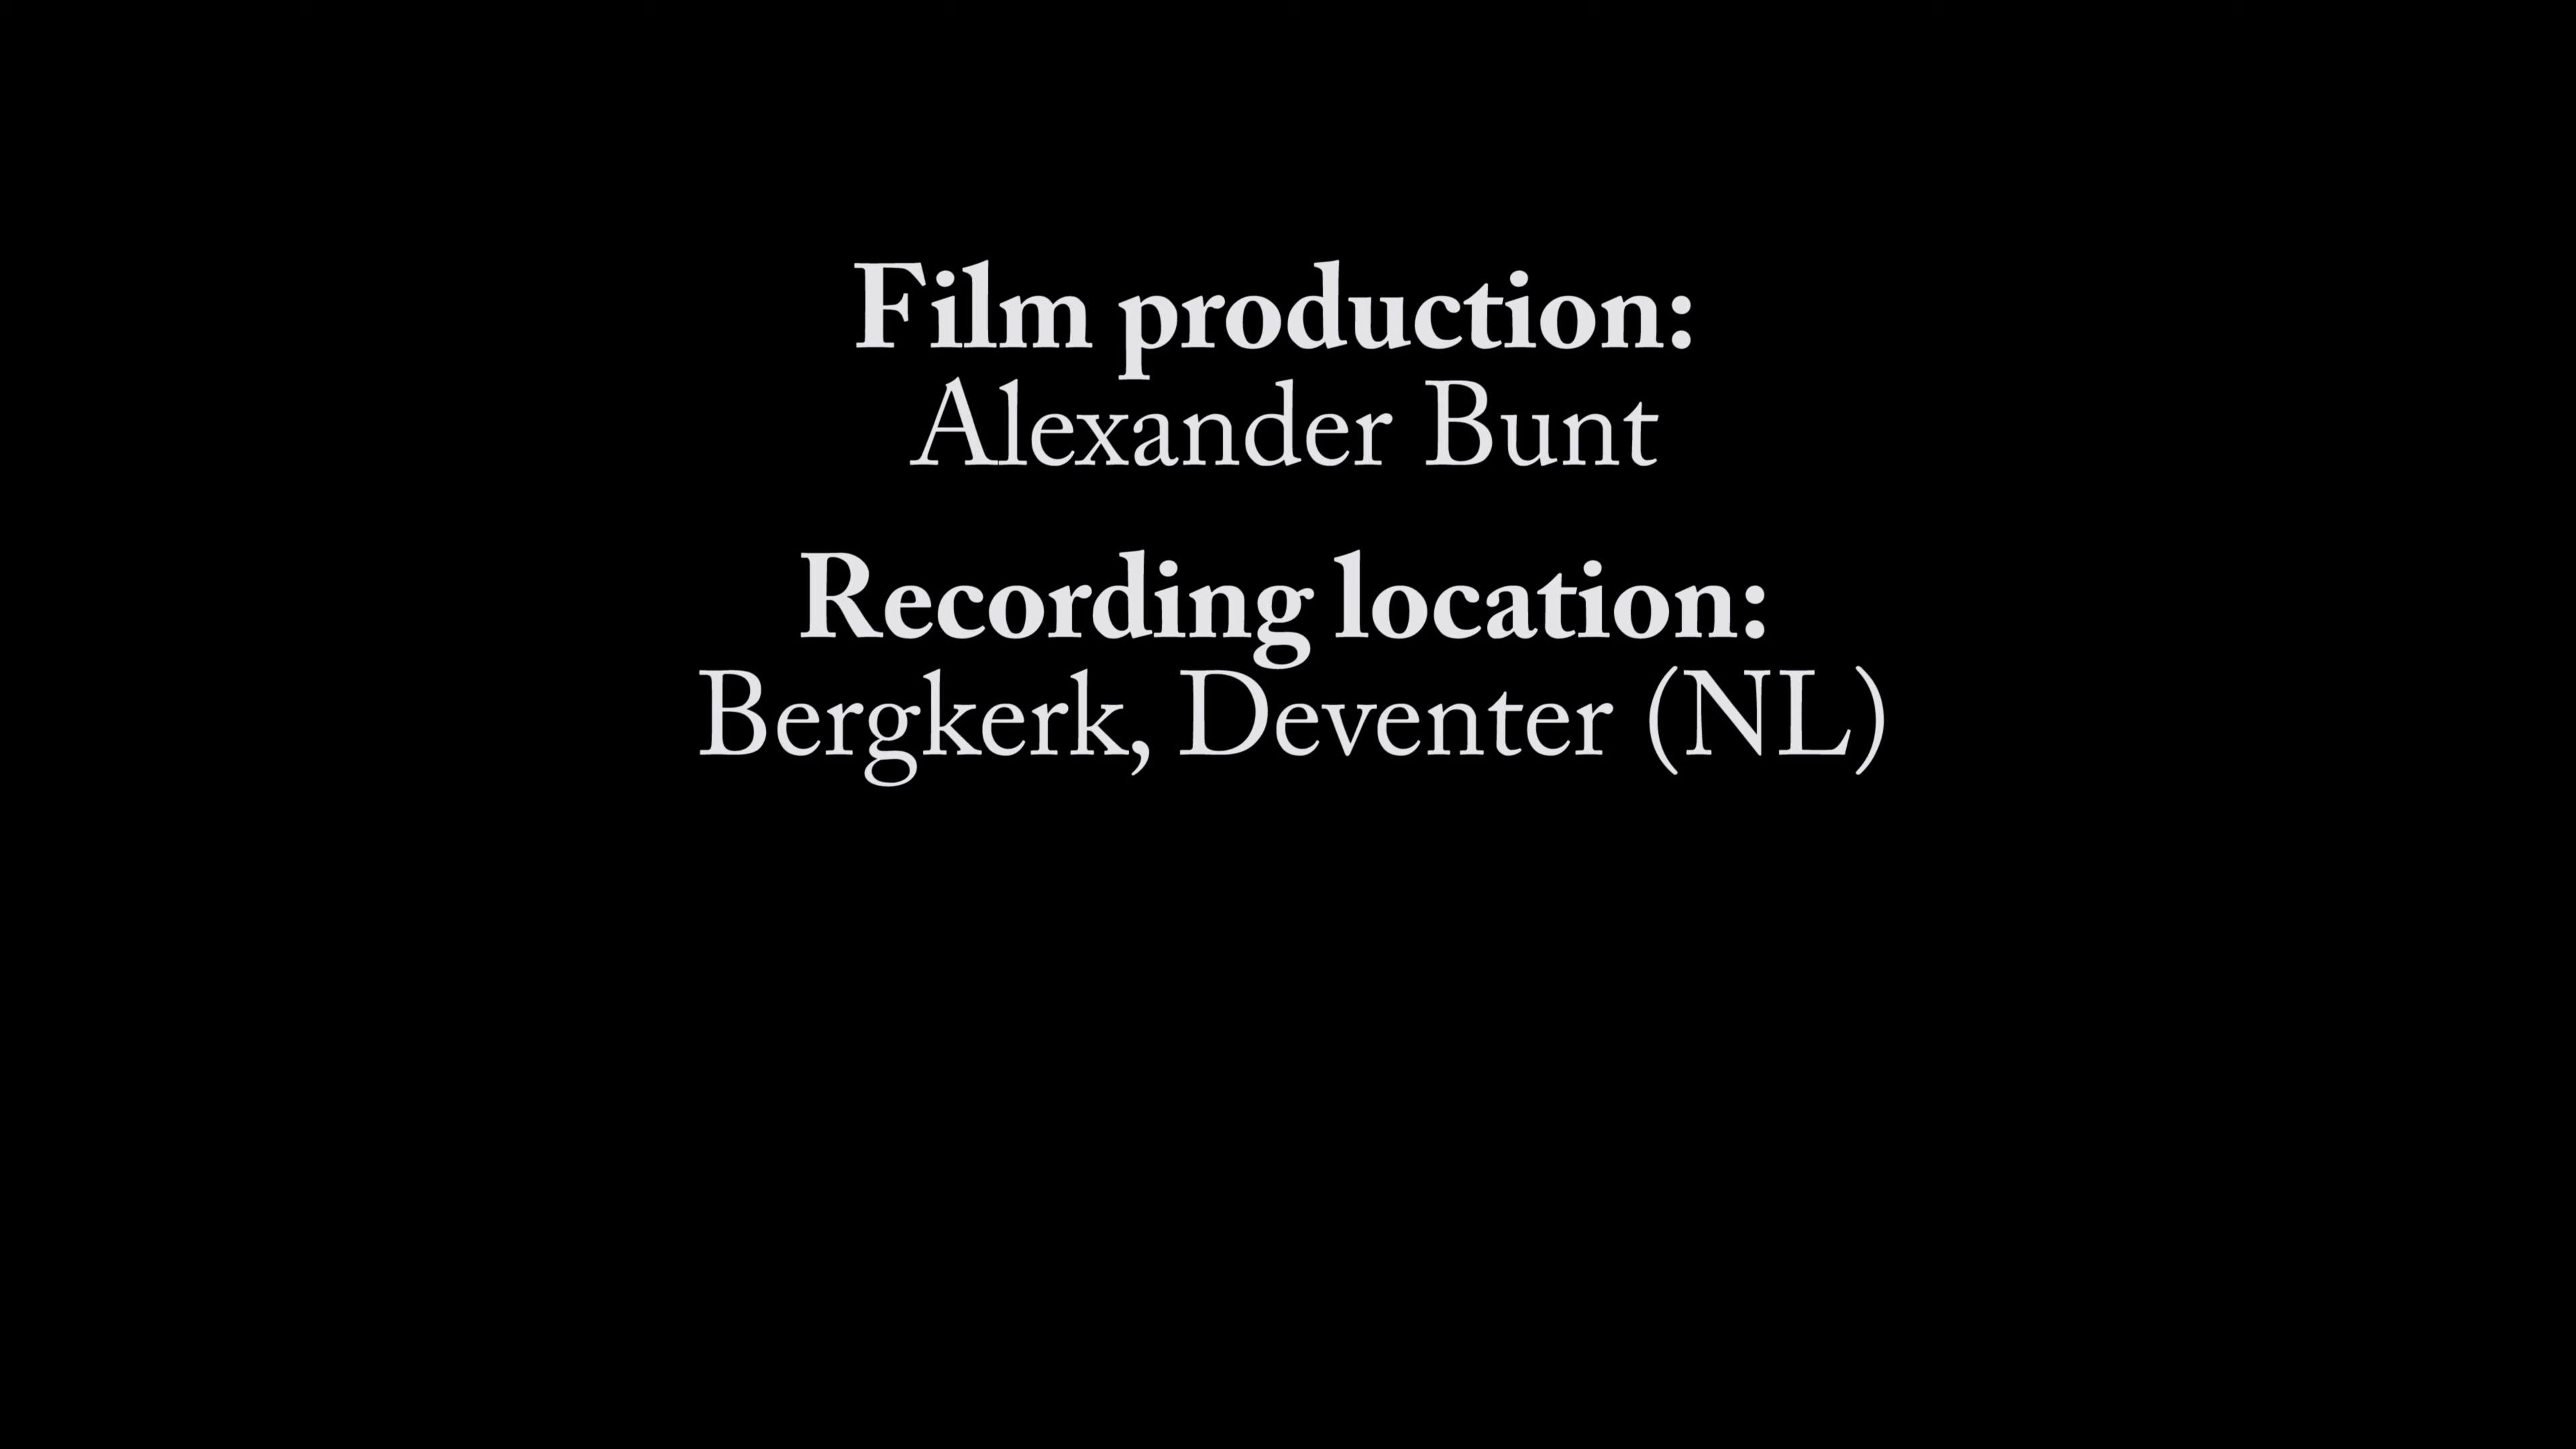 Film production:
Alexander Bunt
Recording location:
Bergkerk, Deventer (NL)